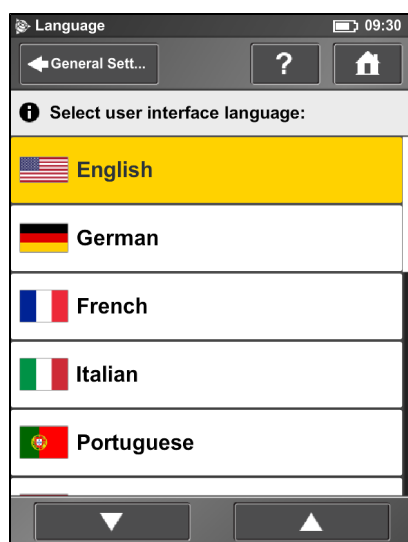 Language 09:30
General Sett... ?
Select user interface language:
English
German
French
Italian
Portuguese